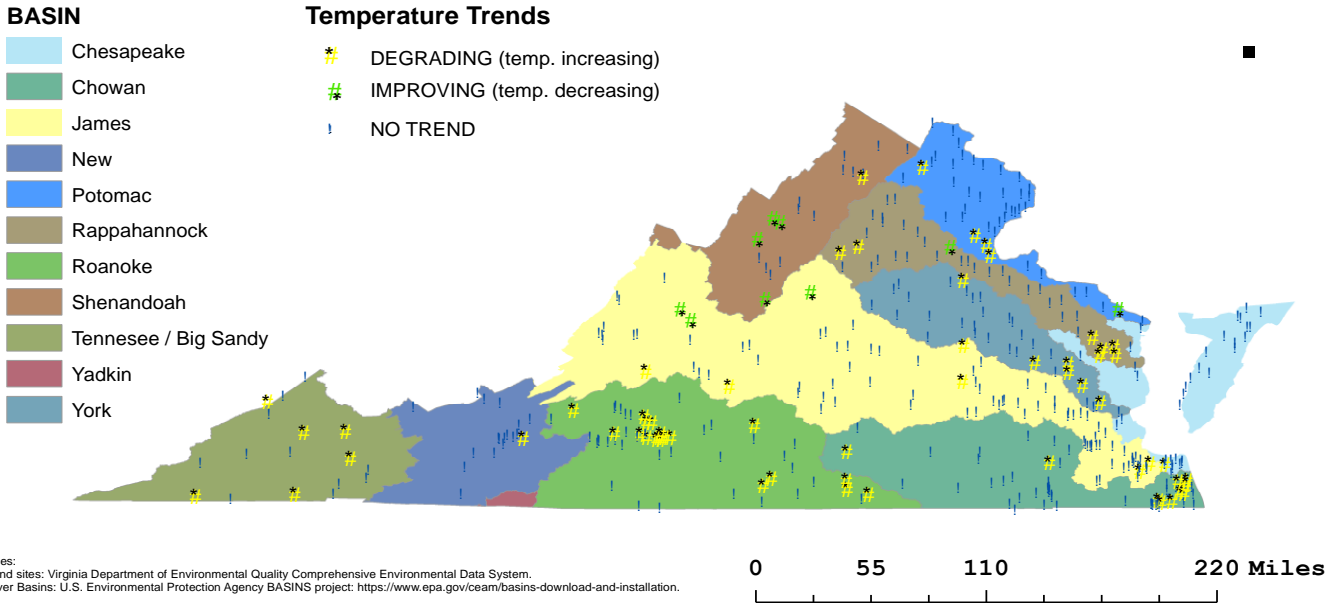 BASIN
Chesapeake
Chowan
James
New
Potomac
Rappahannock
Roanoke
Shenandoah
Tennesee / Big Sandy
Yadkin
York
Temperature Trends
DEGRADING (temp. increasing)
IMPROVING (temp. decreasing)
NO TREND
es:
nd sites: Virginia Department of Environmental Quality Comprehensive Environmental Data System.
ver Basins: U.S. Environmental Protection Agency BASINS project: https://www.epa.gov/ceam/basins-download-and-installation.
0 55 110 220 Miles